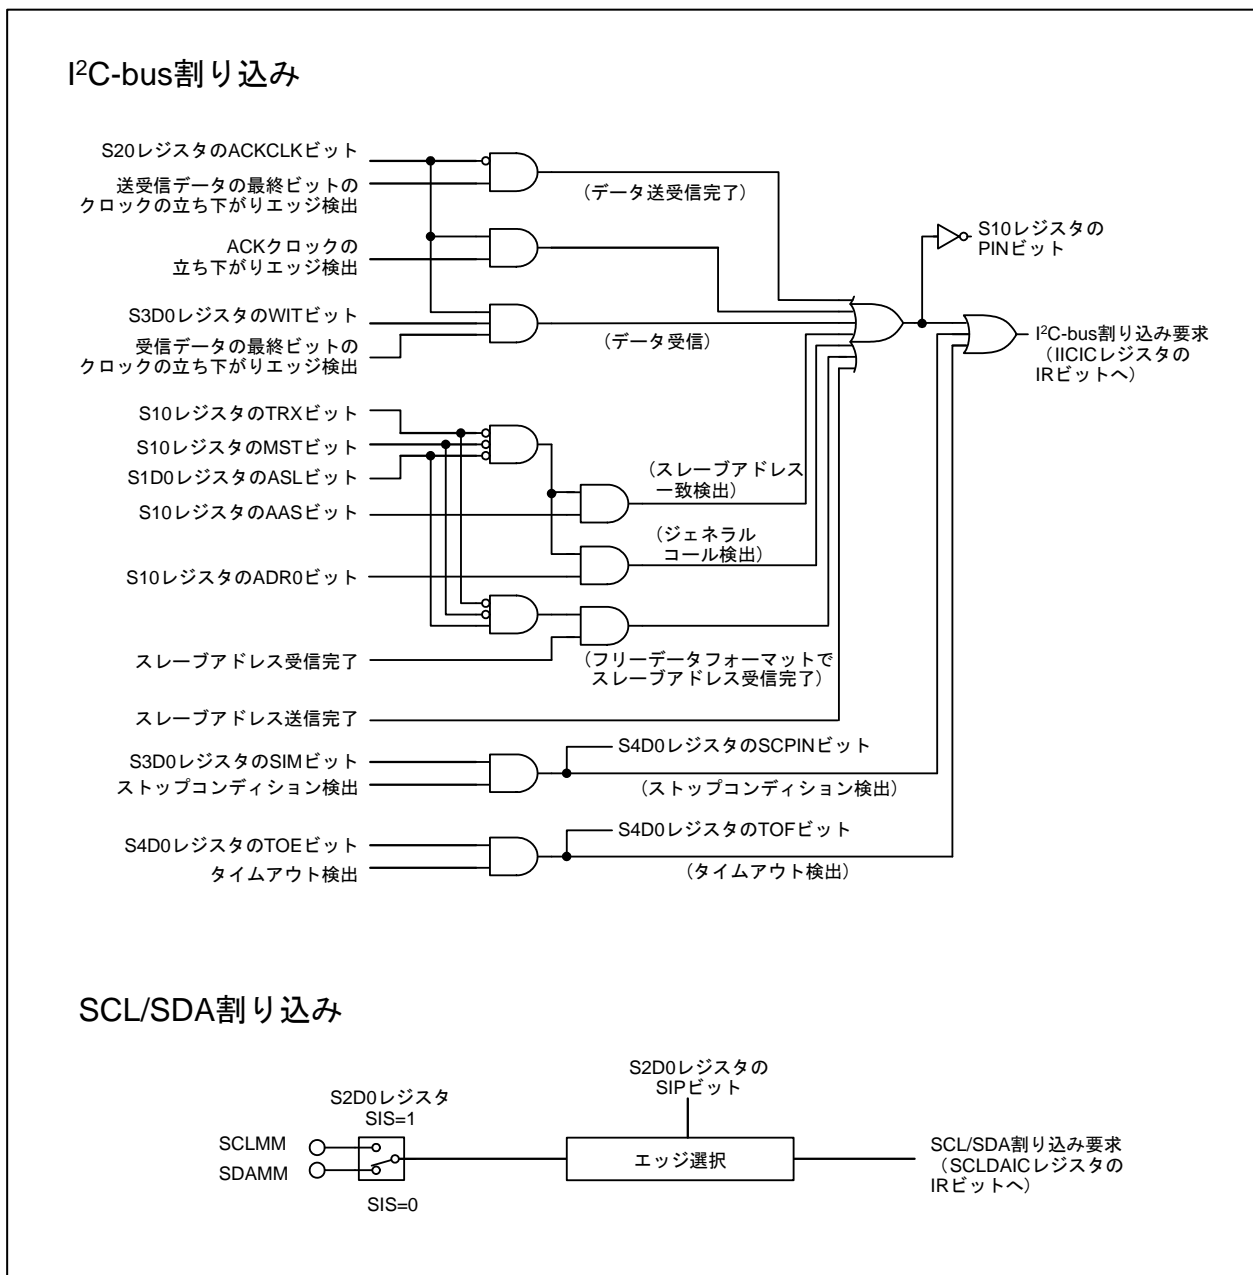 I²C-bus割り込み
S20レジスタのACKCLKビット
送受信データの最終ビットの
クロックの立ち下がりエッジ検出
(データ送受信完了)
S10レジスタの
PINビット
ACKクロックの
立ち下がりエッジ検出
S3D0レジスタのWITビット
受信データの最終ビットの
クロックの立ち下がりエッジ検出
(データ受信)
I²C-bus割り込み要求
(IICICレジスタの
IRビットへ)
S10レジスタのTRXビット
S10レジスタのMSTビット
S1D0レジスタのASLビット
S10レジスタのAASビット
(スレーブアドレス
一致検出)
(ジェネラル
コール検出)
S10レジスタのADR0ビット
スレーブアドレス受信完了
(フリーデータフォーマットで
スレーブアドレス受信完了)
スレーブアドレス送信完了
S3D0レジスタのSIMビット
ストップコンディション検出
S4D0レジスタのSCPINビット
(ストップコンディション検出)
S4D0レジスタのTOEビット
タイムアウト検出
S4D0レジスタのTOFビット
(タイムアウト検出)
SCL/SDA割り込み
S2D0レジスタ
SIS=1
SCLMM
SDAMM
SIS=0
S2D0レジスタの
SIPビット
エッジ選択
SCL/SDA割り込み要求
(SCLDAICレジスタの
IRビットへ)